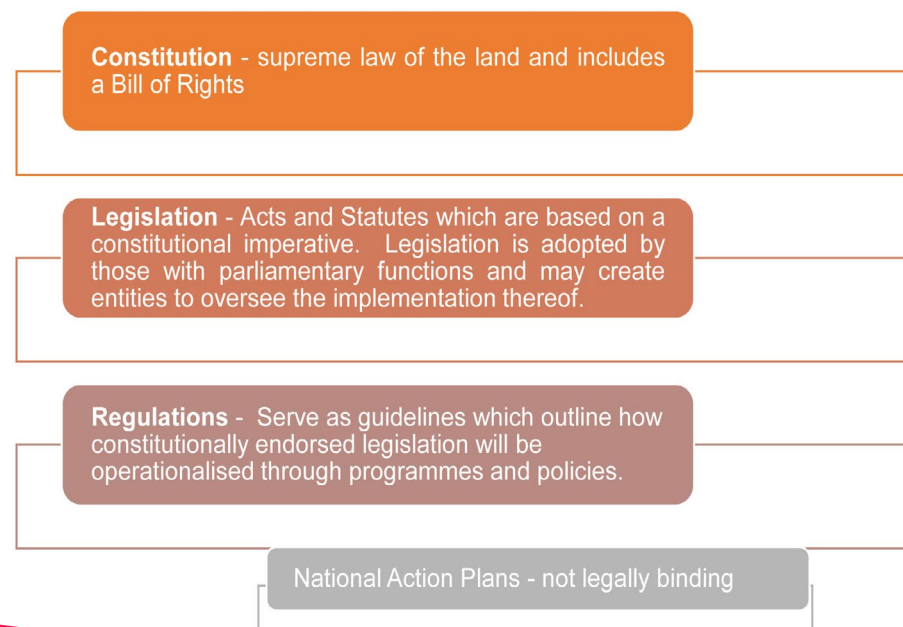 Constitution - supreme law of the land and includes
a Bill of Rights
Legislation - Acts and Statutes which are based on a
constitutional imperative. Legislation is adopted by
those with parliamentary functions and may create
entities to oversee the implementation thereof.
Regulations - Serve as guidelines which outline how
constitutionally endorsed legislation will be
operationalised through programmes and policies.
National Action Plans - not legally binding